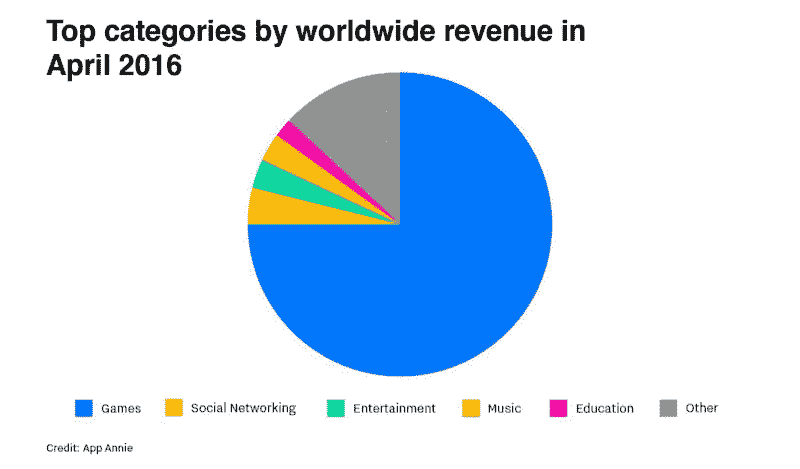 Top categories by worldwide revenue in
April 2016
Games Social Networking Entertainment Music Education Other
Credit: App Annie